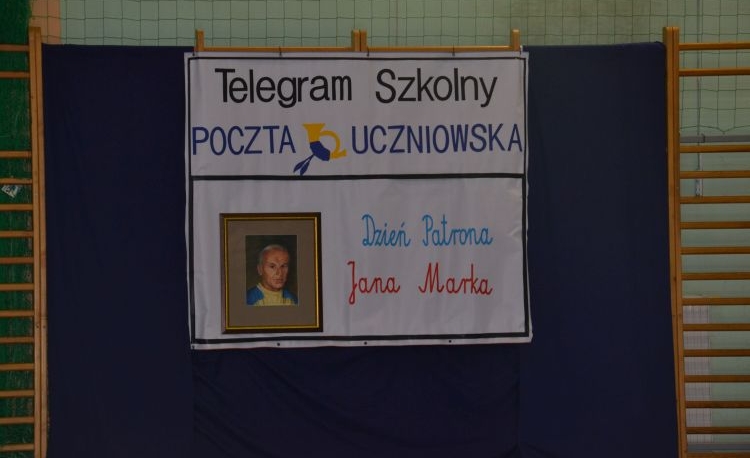 Telegram Szkolny
POCZTA UCZNIOWSKA
Dzień Patrona
Jana Marka